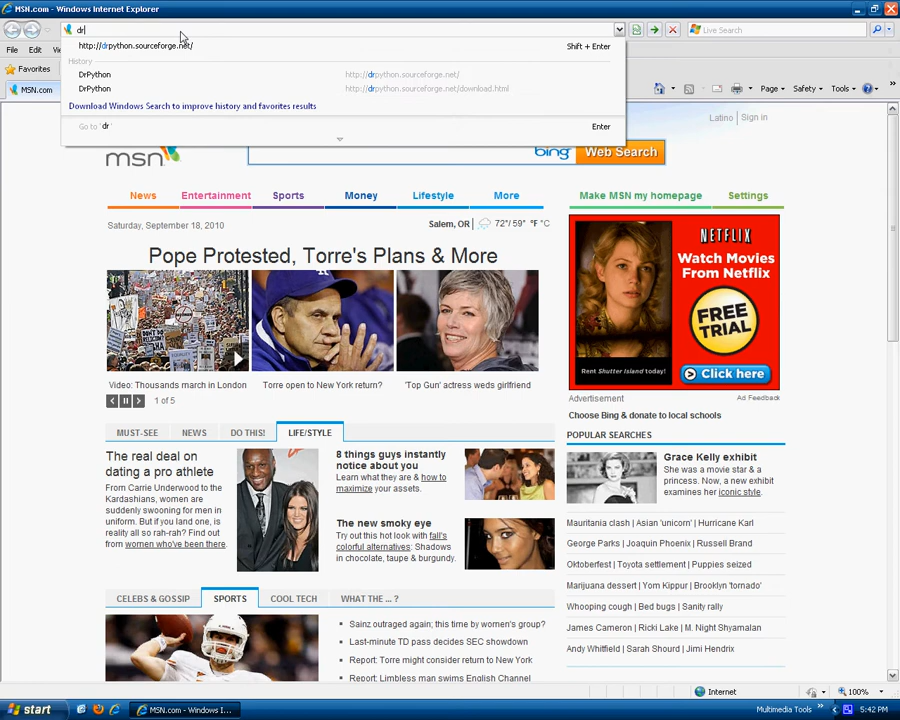 MSN.com - Windows Internet Explorer
dr
Live Search
http://drpython.sourceforge.net/ Shift + Enter
History
DrPython http://drpython.sourceforge.net/
DrPython http://drpython.sourceforge.net/download.html
Download Windows Search to improve history and favorites results
Go to 'dr' Enter
File Edit
Favorites
MSN.com
Page Safety Tools
Latino Sign in
msn bing Web Search
News Entertainment Sports Money Lifestyle More Make MSN my homepage Settings
Saturday, September 18, 2010 Salem, OR 72°/ 59° °F °C
Pope Protested, Torre's Plans & More
Video: Thousands march in London Torre open to New York return? 'Top Gun' actress weds girlfriend
1 of 5
NETFLIX
Watch Movies
From Netflix
FREE
TRIAL
Rent Shutter Island today! Click here
Advertisement Ad Feedback
Choose Bing & donate to local schools
POPULAR SEARCHES
Grace Kelly exhibit
She was a movie star & a
princess. Now, a new exhibit
examines her iconic style.
Mauritania clash | Asian 'unicorn' | Hurricane Karl
George Parks | Joaquin Phoenix | Russell Brand
Oktoberfest | Toyota settlement | Puppies seized
Marijuana dessert | Yom Kippur | Brooklyn 'tornado'
Whooping cough | Bed bugs | Sanity rally
James Cameron | Ricki Lake | M. Night Shyamalan
Andy Whitfield | Sarah Shourd | Jimi Hendrix
MUST-SEE NEWS DO THIS! LIFE/STYLE
The real deal on
dating a pro athlete
From Carrie Underwood to the
Kardashians, women are
suddenly swooning for men in
uniform. But if you land one, is
reality all so rah-rah? Find out
from women who've been there.
8 things guys instantly
notice about you
Learn what they are & how to
maximize your assets.
The new smoky eye
Try out this hot look with fall's
colorful alternatives: Shadows
in chocolate, taupe & burgundy.
CELEBS & GOSSIP SPORTS COOL TECH WHAT THE ... ?
Sainz outraged again; this time by women's group?
Last-minute TD pass decides SEC showdown
Report: Torre might consider return to New York
Report: Limbless man swims English Channel
Internet 100%
start MSN.com - Windows I... Multimedia Tools 5:42 PM